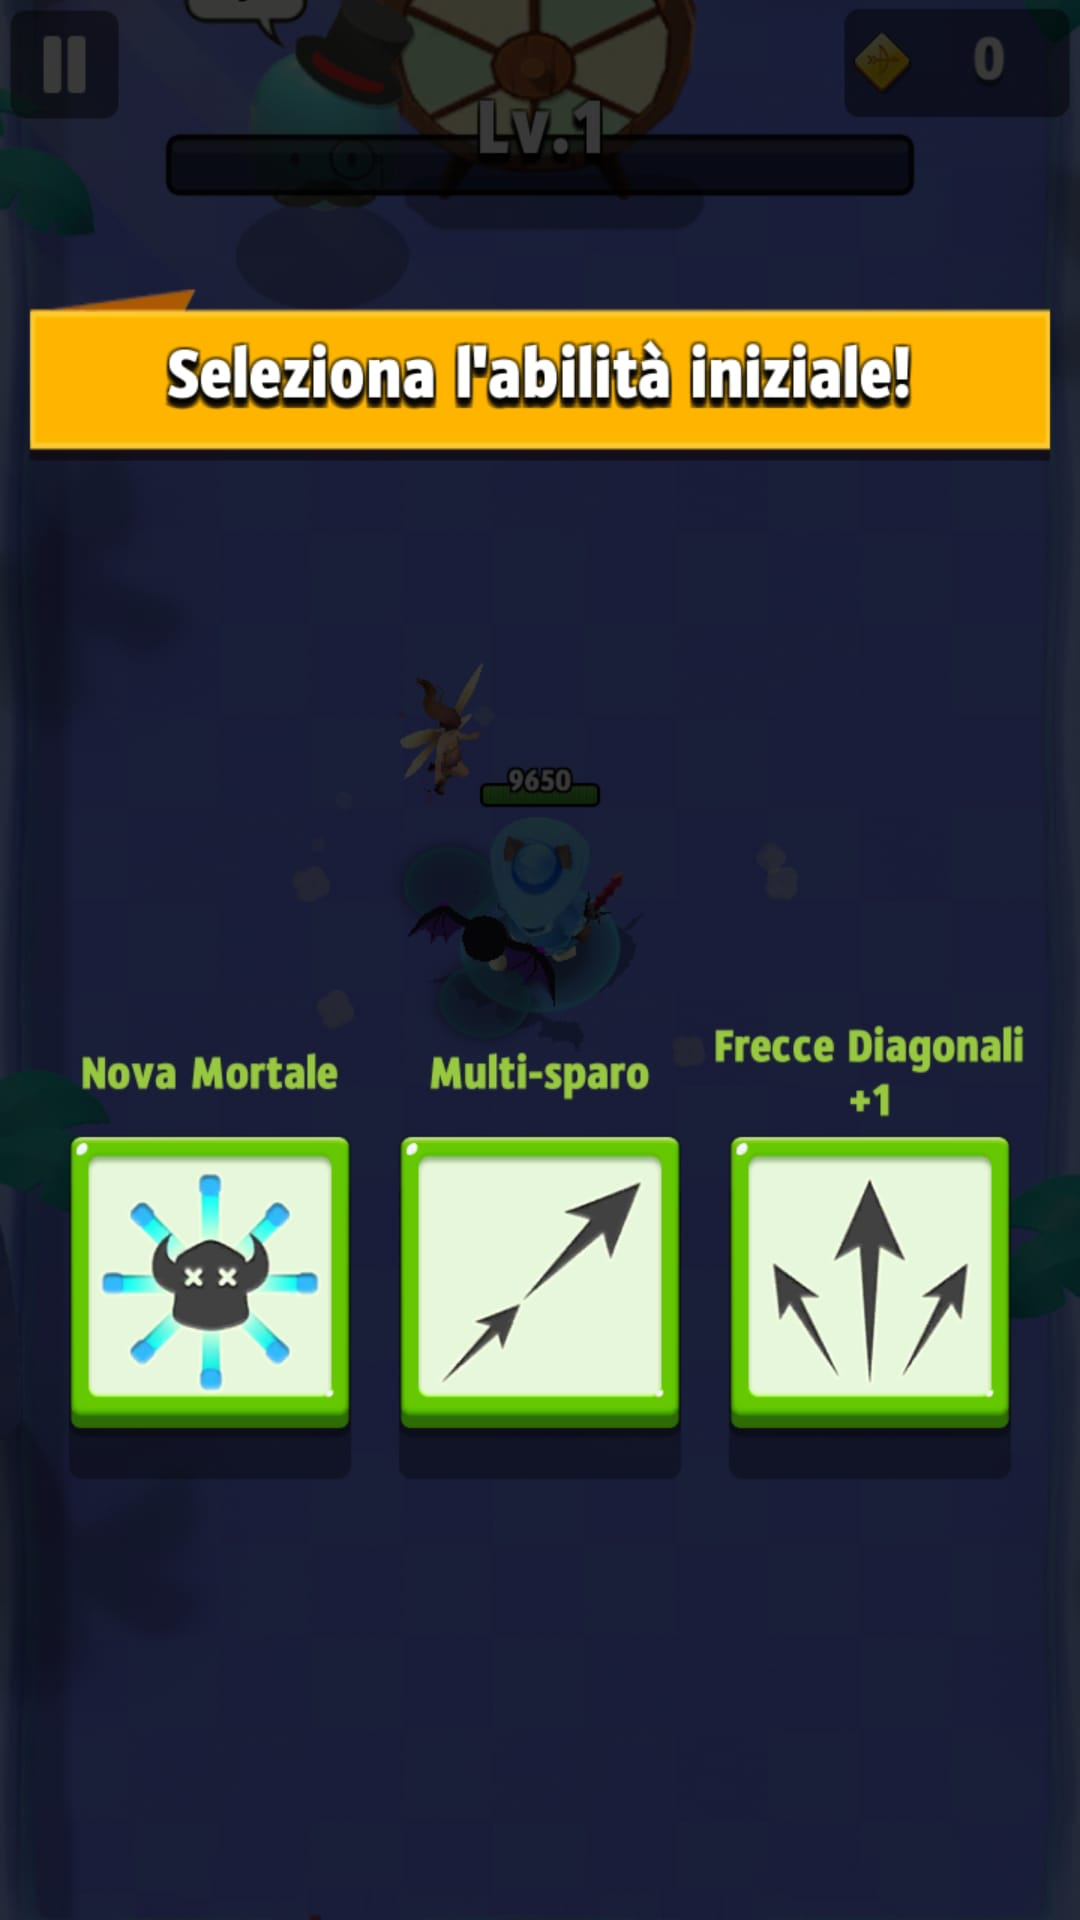 0
Lv.1
Seleziona l'abilità iniziale!
9650
Nova Mortale
Multi-sparo
Frecce Diagonali
+1